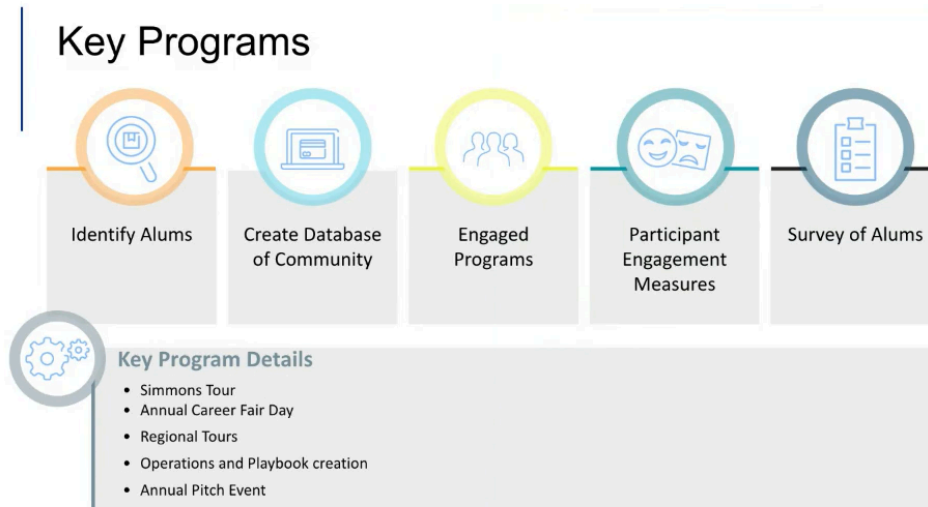 Key Programs
Identify Alums
Create Database
of Community
Engaged
Programs
Participant
Engagement
Measures
Survey of Alums
Key Program Details
• Simmons Tour
• Annual Career Fair Day
• Regional Tours
• Operations and Playbook creation
• Annual Pitch Event